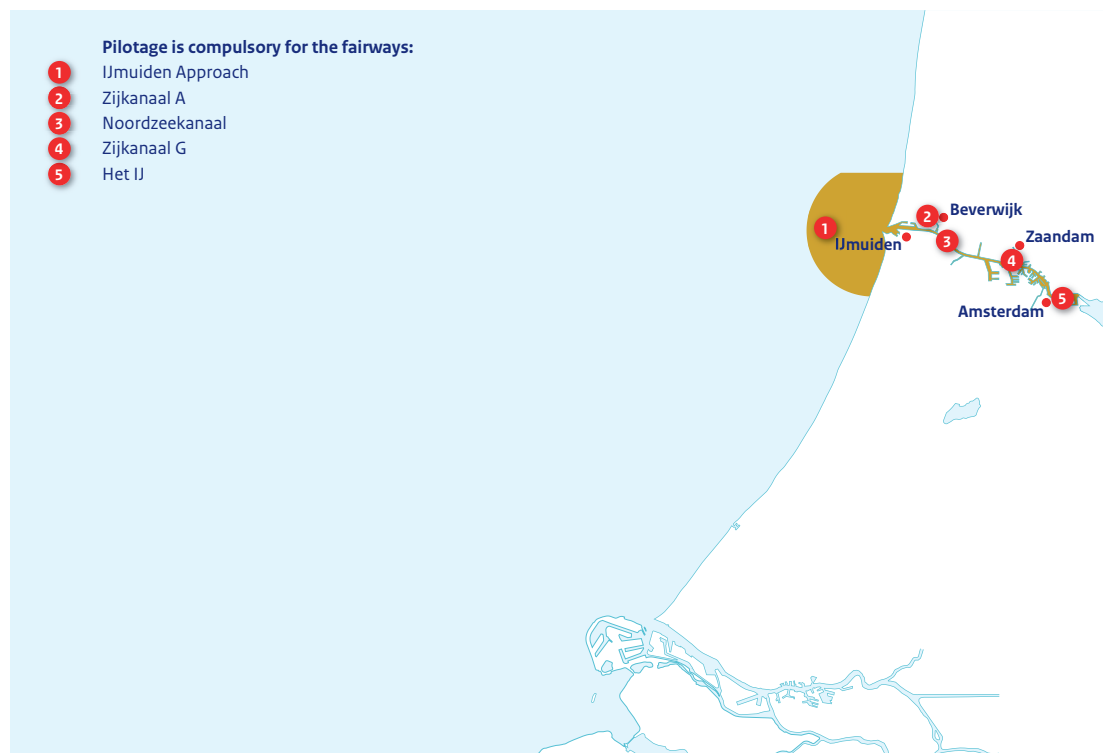 Pilotage is compulsory for the fairways:
1 IJmuiden Approach
2 Zijkanaal A
3 Noordzeekanaal
4 Zijkanaal G
5 Het IJ
2 Beverwijk
1 IJmuiden 3 Zaandam
4
5
Amsterdam